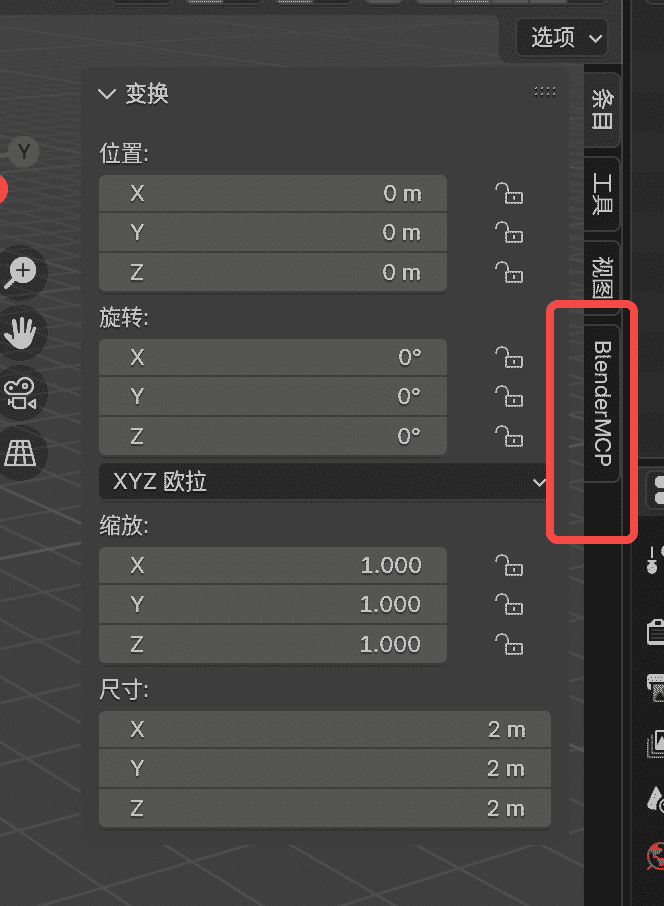 选项
变换
条目
位置:
Y
X 0 m
Y 0 m
Z 0 m
工具
视图
旋转:
X 0°
Y 0°
Z 0°
BlenderMCP
XYZ 欧拉
缩放:
X 1.000
Y 1.000
Z 1.000
尺寸:
X 2 m
Y 2 m
Z 2 m